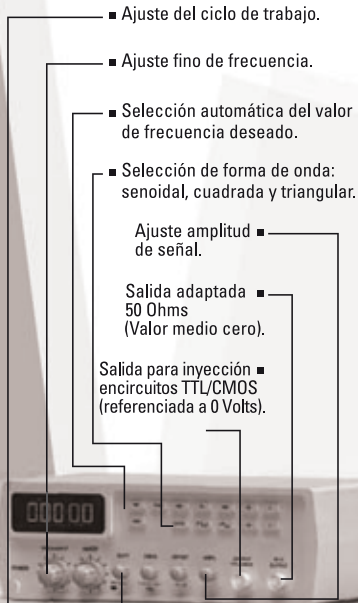 ■ Ajuste del ciclo de trabajo.
■ Ajuste fino de frecuencia.
■ Selección automática del valor
de frecuencia deseado.
■ Selección de forma de onda:
senoidal, cuadrada y triangular.
Ajuste amplitud ■
de señal.
Salida adaptada ■
50 Ohms
(Valor medio cero).
Salida para inyección ■
encircuitos TTL/CMOS
(referenciada a 0 Volts).
00000